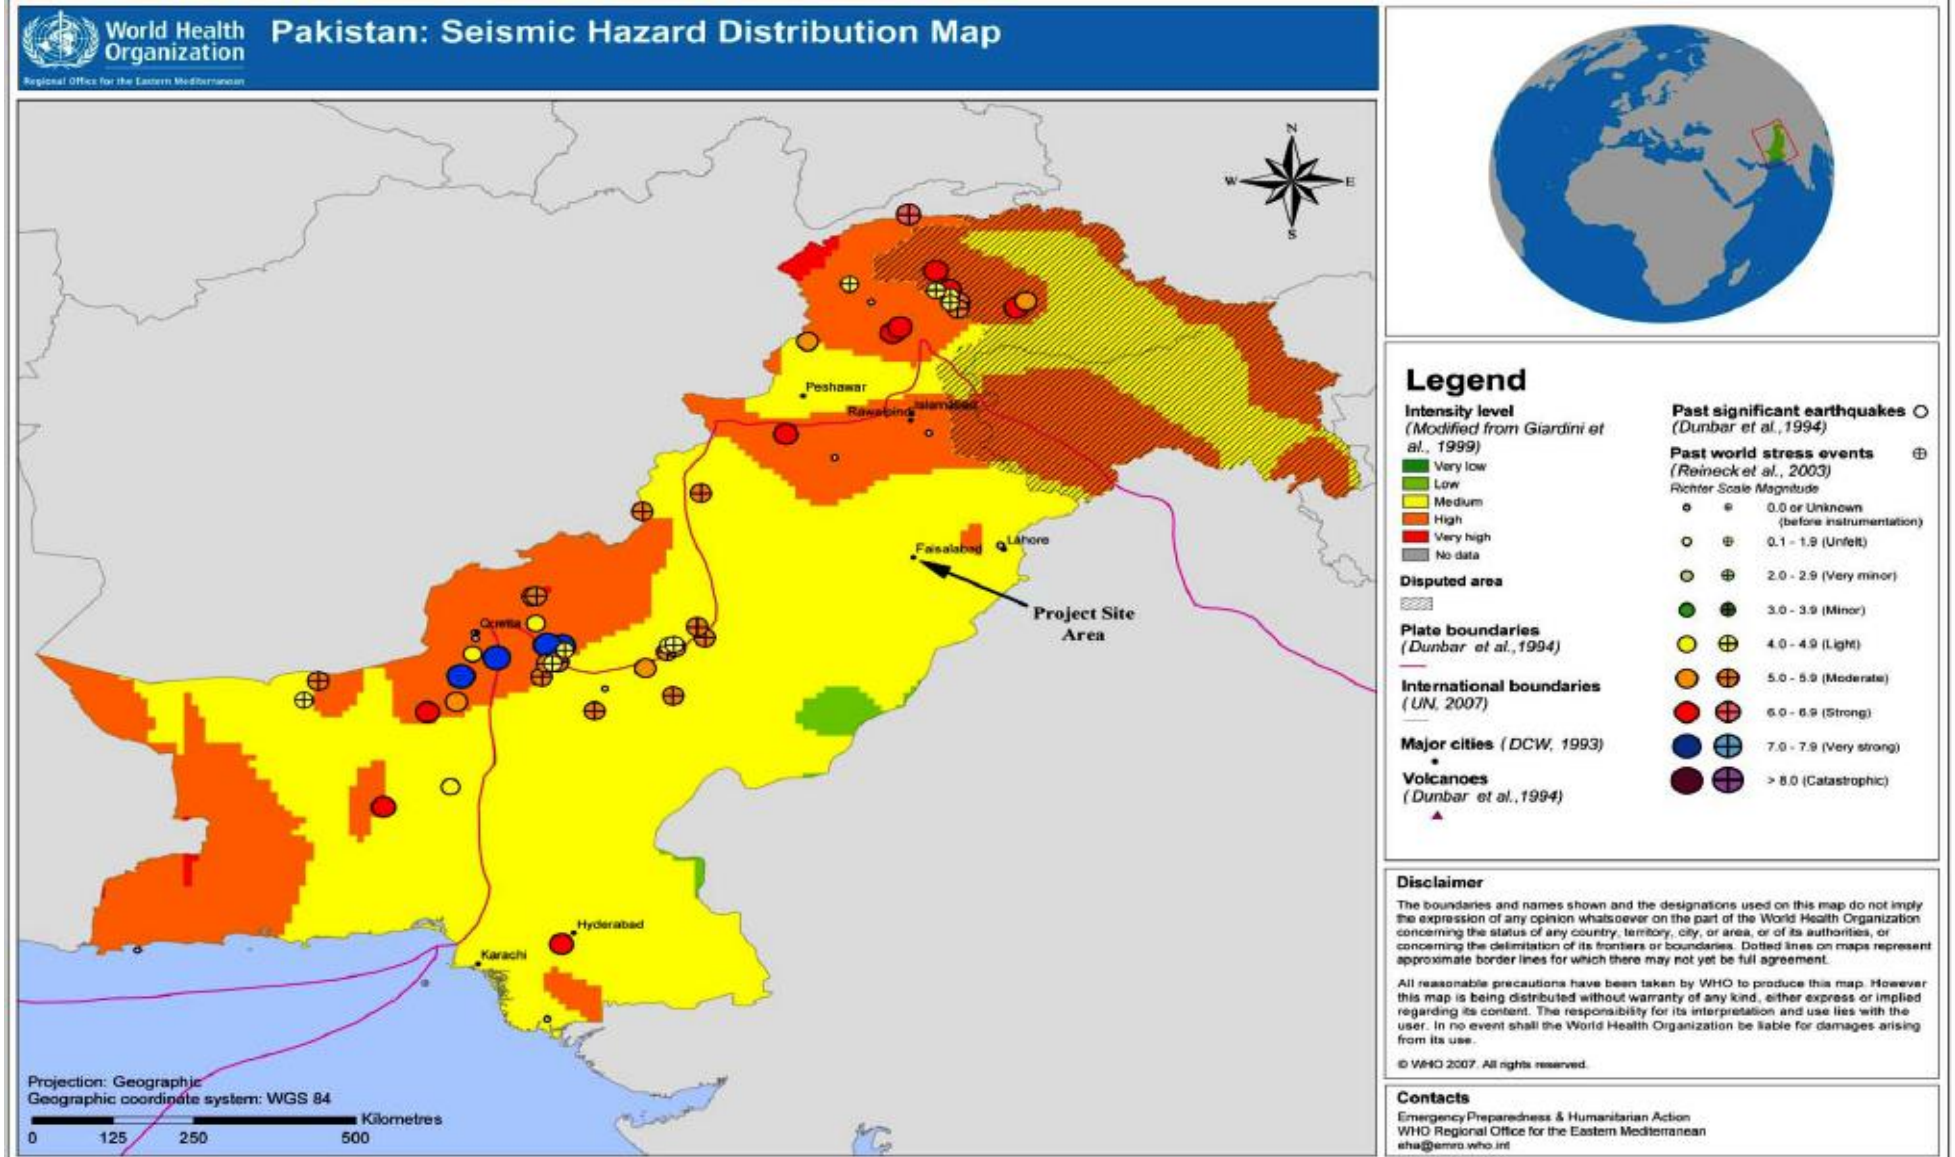 World Health
Organization
Regional Office for the Eastern Mediterranean
Pakistan: Seismic Hazard Distribution Map
N
W
E
S
Peshawar
Rawalpindi
Islamabad
Faisalabad
Lahore
Project Site
Area
Quetta
Hyderabad
Karachi
Projection: Geographic
Geographic coordinate system: WGS 84
Kilometres
0 125 250 500
Legend
Intensity level
(Modified from Giardini et
al., 1999)
Very low
Low
Medium
High
Very high
No data
Disputed area
Plate boundaries
(Dunbar et al.,1994)
International boundaries
(UN, 2007)
Major cities (DCW, 1993)
Volcanoes
(Dunbar et al.,1994)
Past significant earthquakes
(Dunbar et al.,1994)
Past world stress events
(Reineck et al., 2003)
Richter Scale Magnitude
0.0 or Unknown
(before instrumentation)
0.1 - 1.9 (Unfelt)
2.0 - 2.9 (Very minor)
3.0 - 3.9 (Minor)
4.0 - 4.9 (Light)
5.0 - 5.9 (Moderate)
6.0 - 6.9 (Strong)
7.0 - 7.9 (Very strong)
> 8.0 (Catastrophic)
Disclaimer
The boundaries and names shown and the designations used on this map do not imply
the expression of any opinion whatsoever on the part of the World Health Organization
concerning the status of any country, territory, city, or area, or of its authorities, or
concerning the delimitation of its frontiers or boundaries. Dotted lines on maps represent
approximate border lines for which there may not yet be full agreement.
All reasonable precautions have been taken by WHO to produce this map. However
this map is being distributed without warranty of any kind, either express or implied
regarding its content. The responsibility for its interpretation and use lies with the
user. In no event shall the World Health Organization be liable for damages arising
from its use.
© WHO 2007. All rights reserved.
Contacts
Emergency Preparedness & Humanitarian Action
WHO Regional Office for the Eastern Mediterranean
eha@emro.who.int